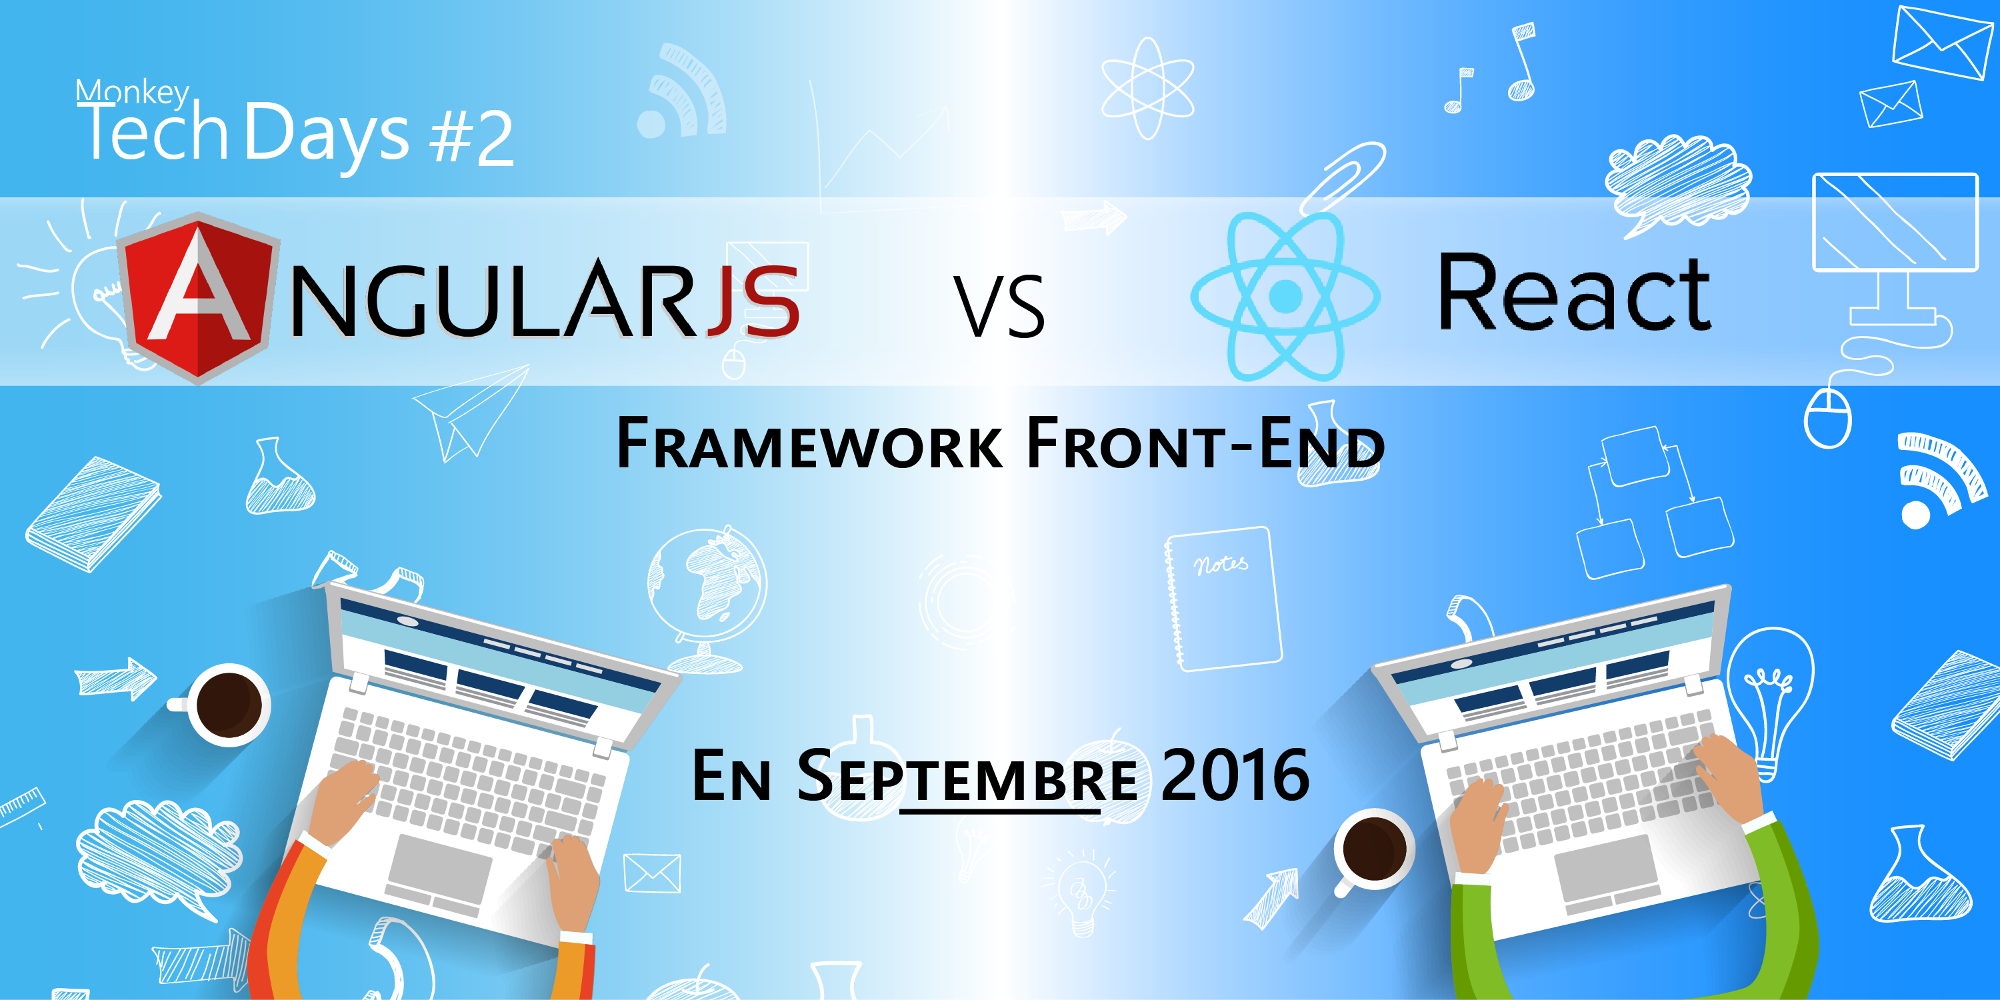 Monkey
Tech Days #2
ANGULARJS vs React
Framework Front-End
Notes
En Septembre 2016